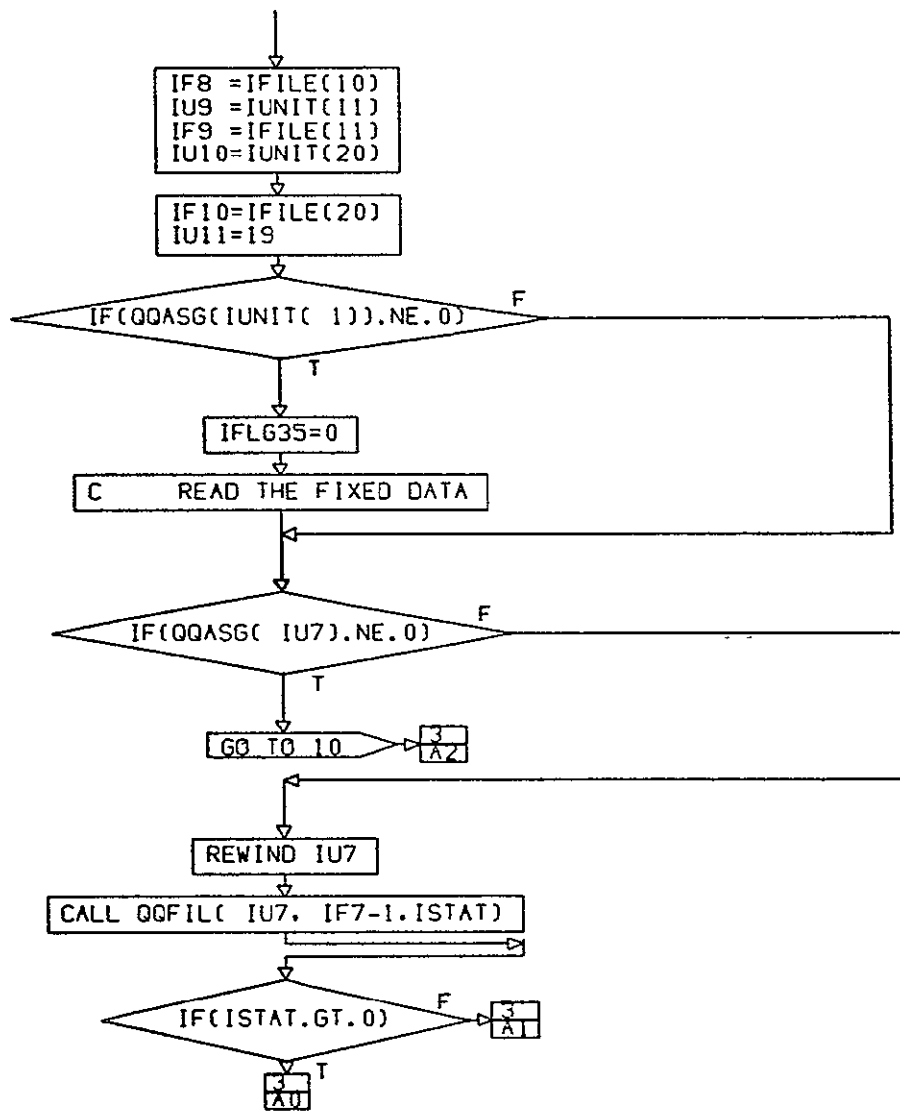 IF8 =IFILE(10)
IU9 =IUNIT(11)
IF9 =IFILE(11)
IU10=IUNIT(20)
IF10=IFILE(20)
IU11=19
IF(QQASG(IUNIT( 1)).NE.0)
F
T
IFLG35=0
C READ THE FIXED DATA
IF(QQASG( IU7).NE.0)
F
T
GO TO 10
3
A2
REWIND IU7
CALL QQFIL( IU7, IF7-1,ISTAT)
IF(ISTAT.GT.0)
F
3
A1
T
3
A0